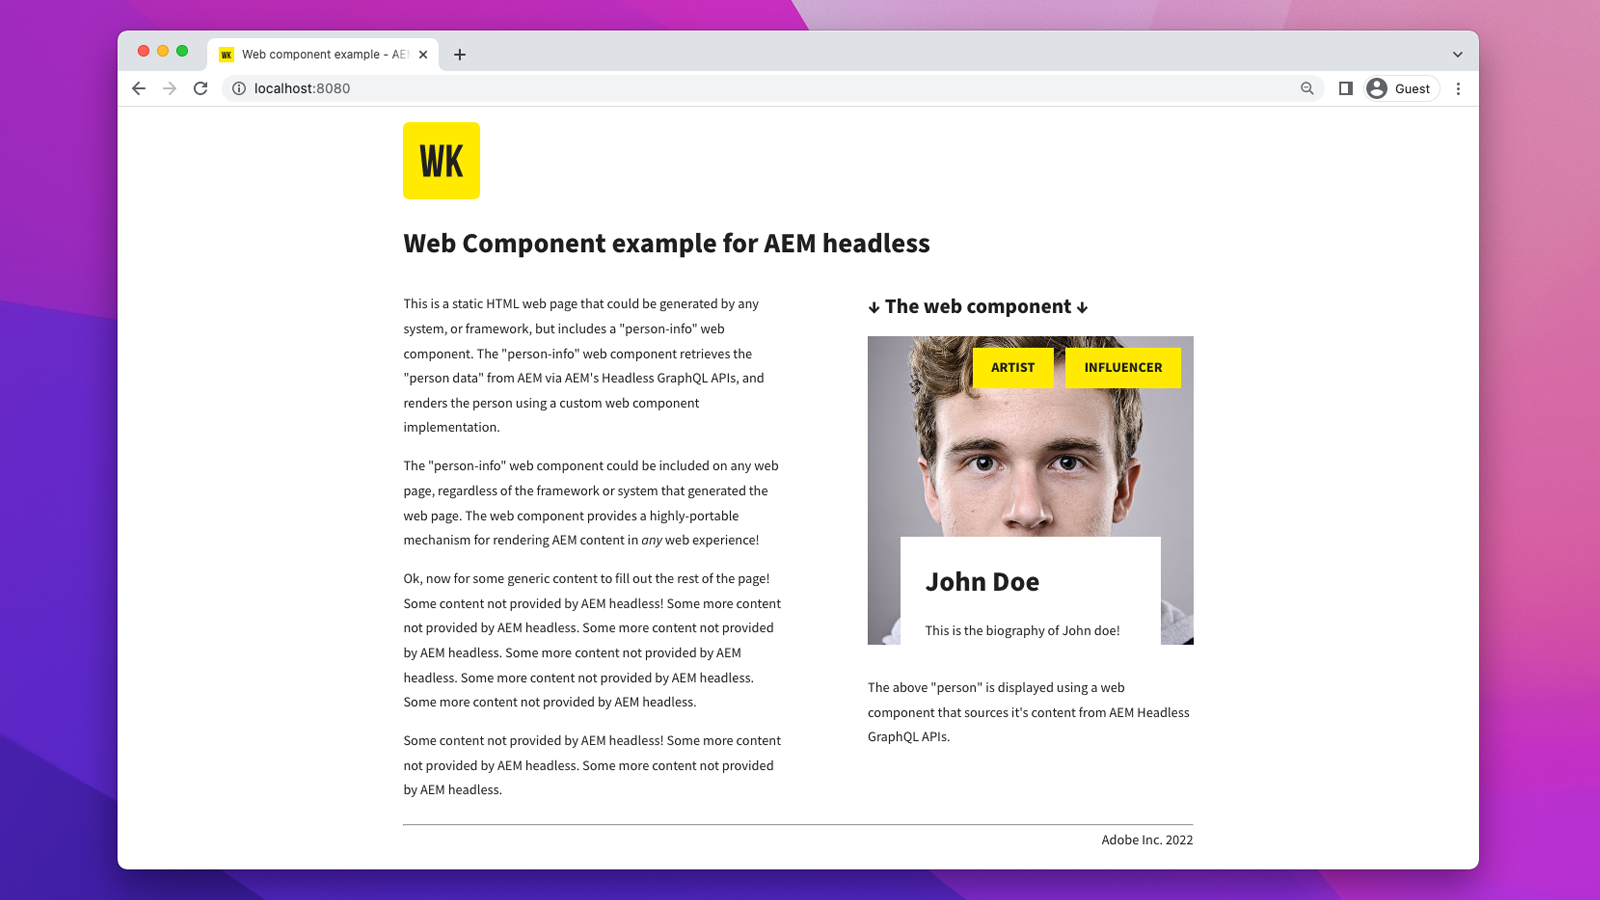 WK Web component example - AE
localhost:8080
Guest
WK
Web Component example for AEM headless
This is a static HTML web page that could be generated by any
system, or framework, but includes a "person-info" web
component. The "person-info" web component retrieves the
"person data" from AEM via AEM's Headless GraphQL APIs, and
renders the person using a custom web component
implementation.
The "person-info" web component could be included on any web
page, regardless of the framework or system that generated the
web page. The web component provides a highly-portable
mechanism for rendering AEM content in any web experience!
Ok, now for some generic content to fill out the rest of the page!
Some content not provided by AEM headless! Some more content
not provided by AEM headless. Some more content not provided
by AEM headless. Some more content not provided by AEM
headless. Some more content not provided by AEM headless.
Some more content not provided by AEM headless.
Some content not provided by AEM headless! Some more content
not provided by AEM headless. Some more content not provided
by AEM headless.
↓ The web component ↓
ARTIST
INFLUENCER
John Doe
This is the biography of John doe!
The above "person" is displayed using a web
component that sources it's content from AEM Headless
GraphQL APIs.
Adobe Inc. 2022